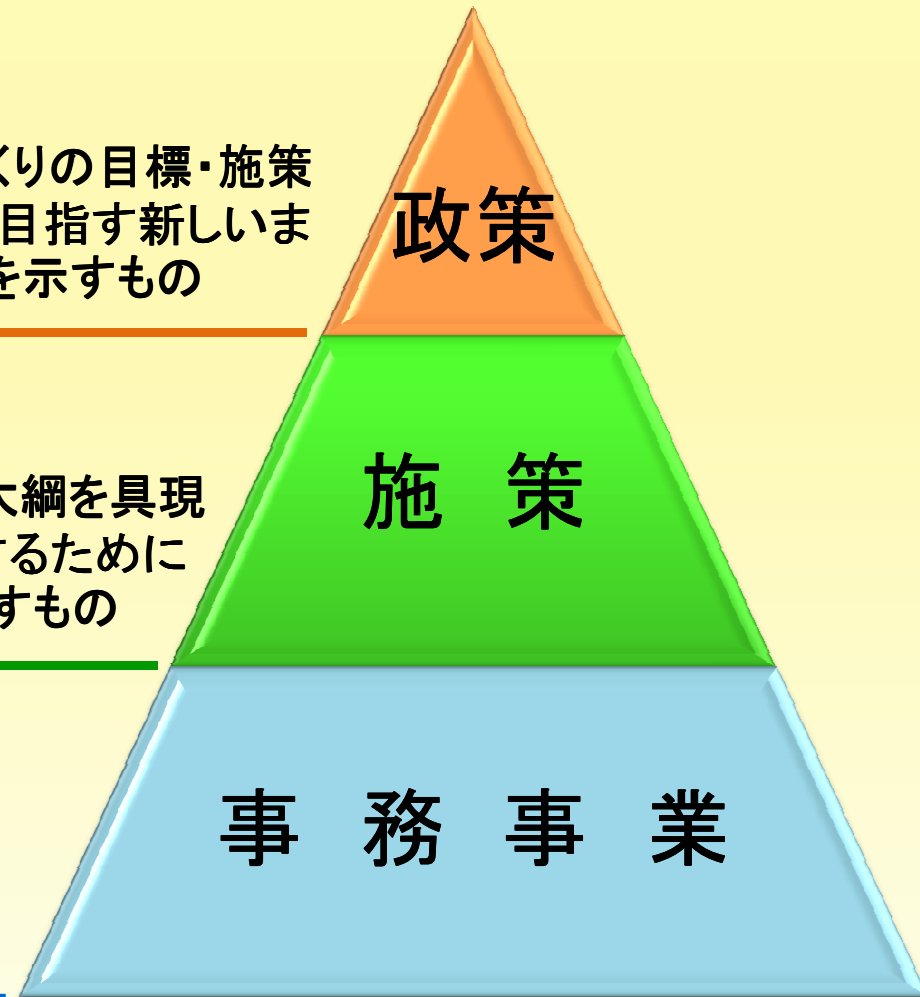 くりの目標・施策
目指す新しいま
を示すもの
政策
大綱を具現
するために
すもの
施 策
事 務 事 業